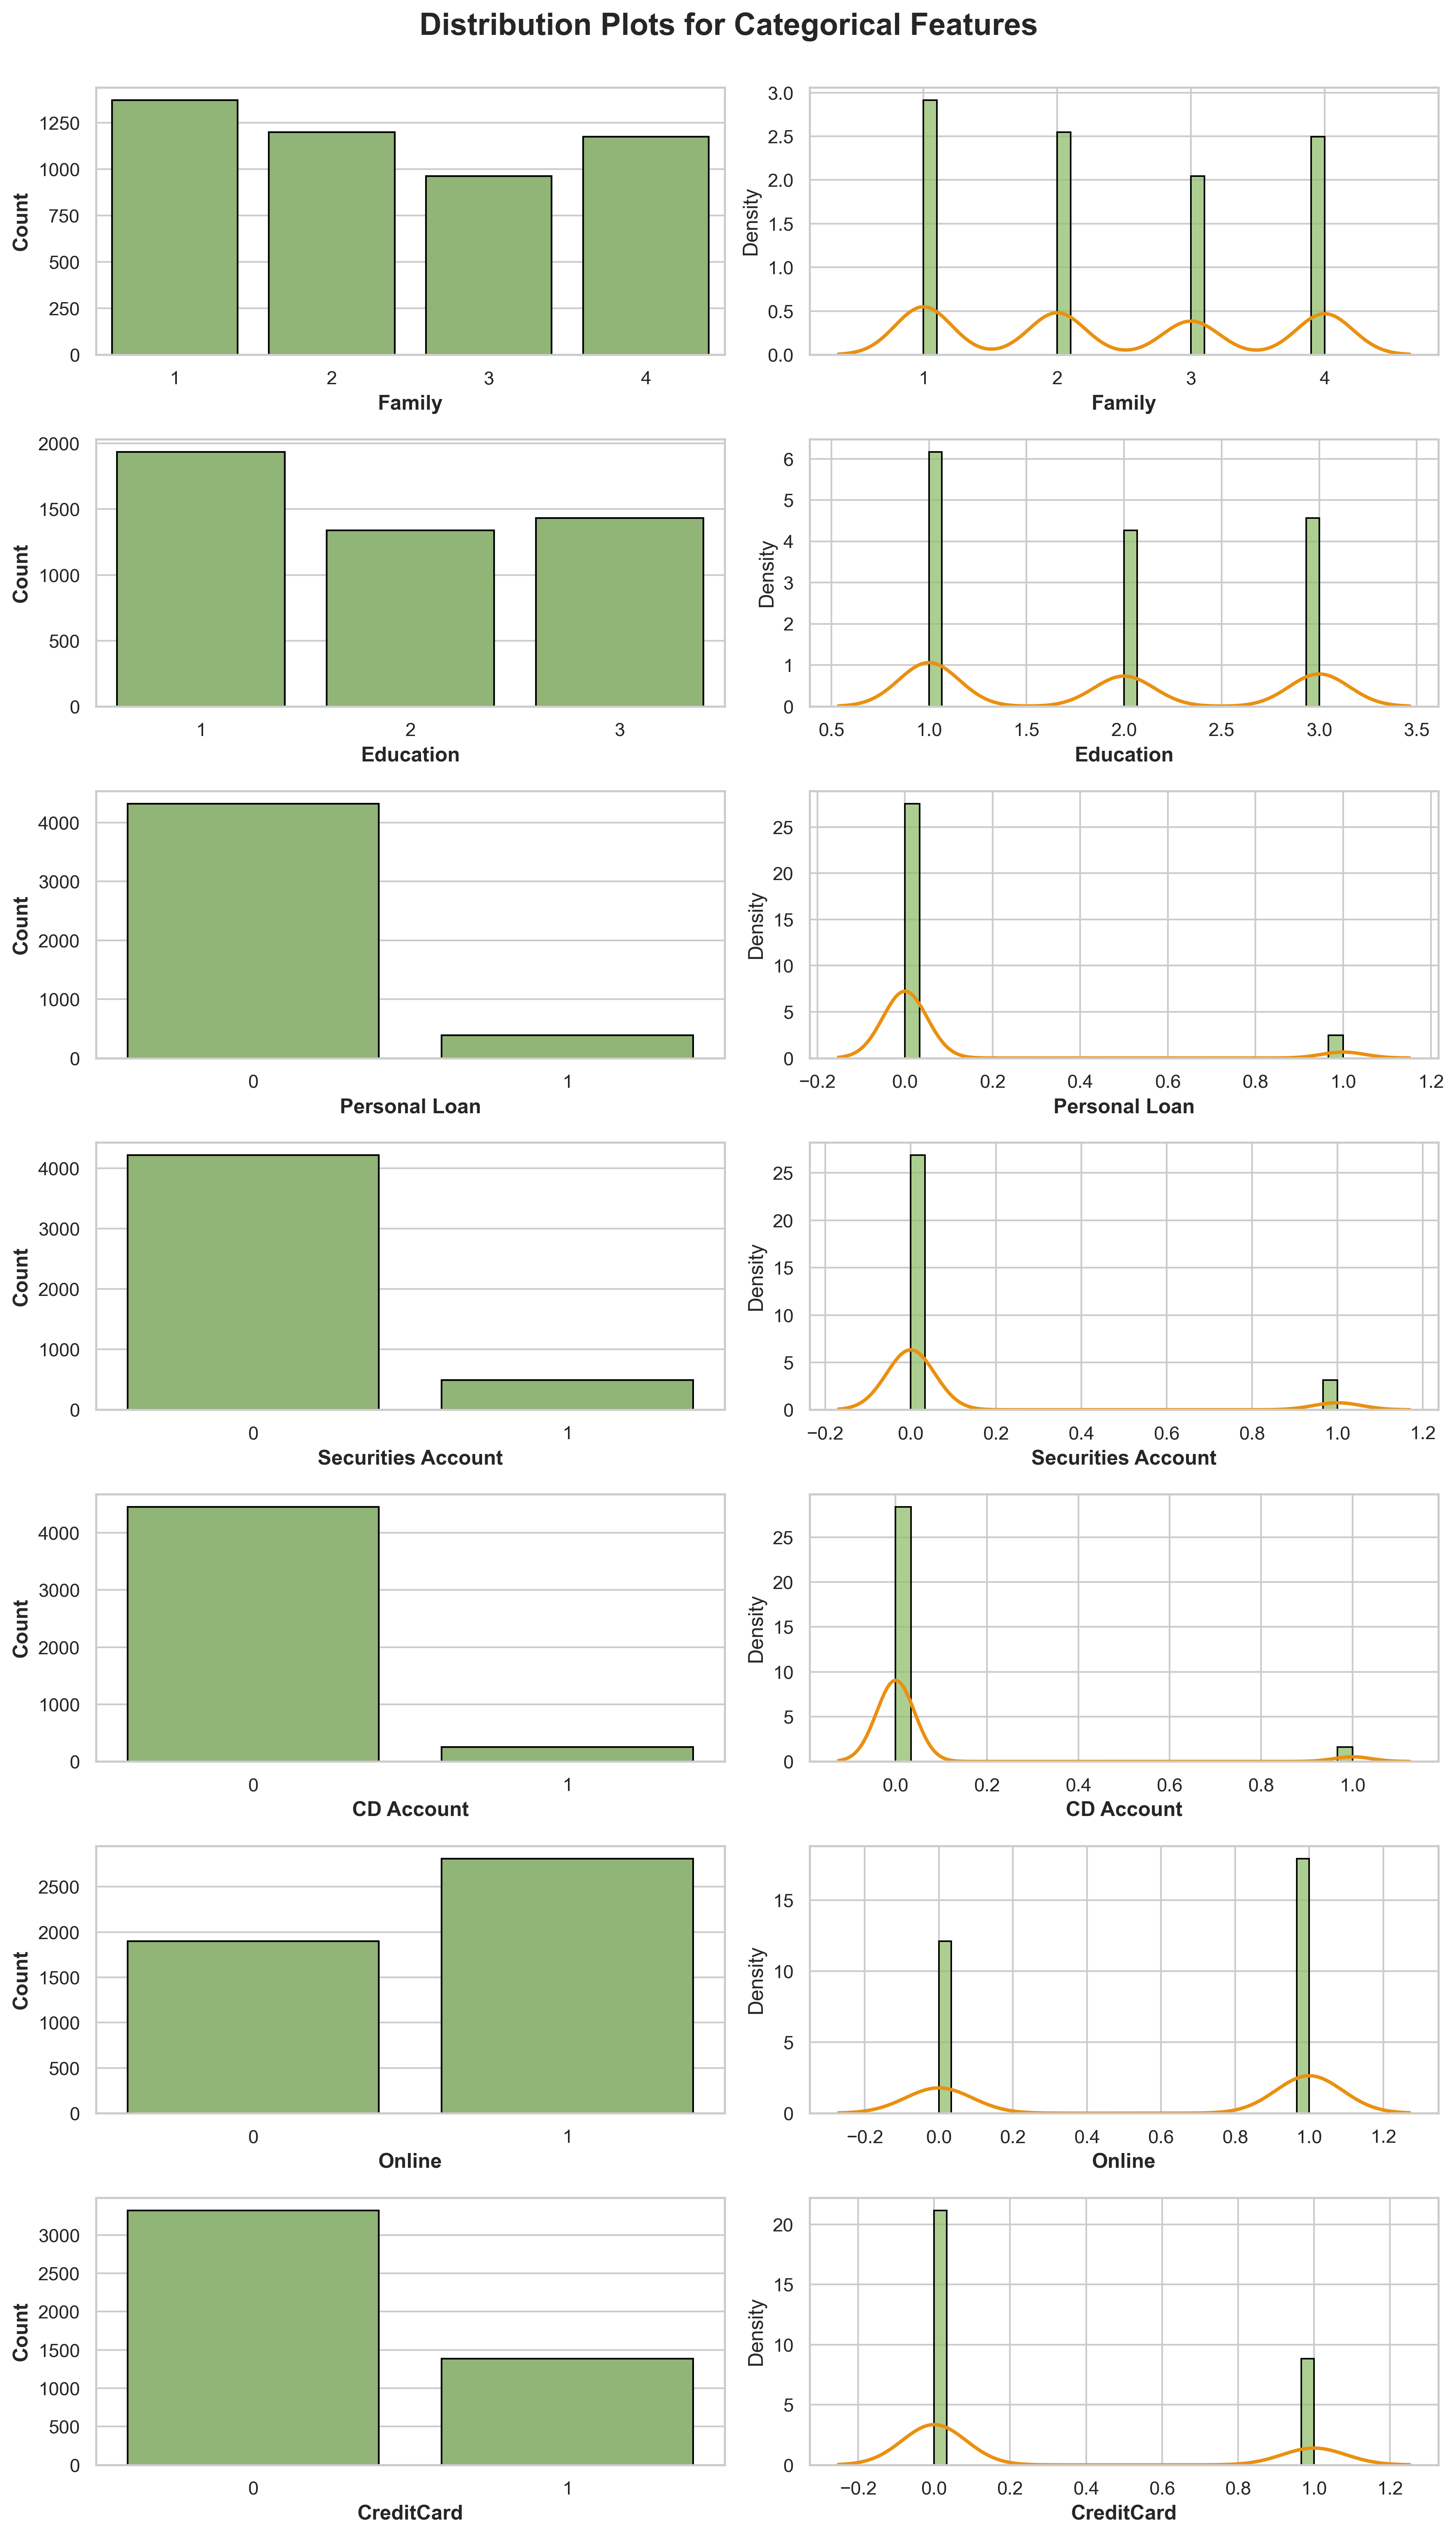 Distribution Plots for Categorical Features
Count
1250
1000
750
500
250
0
1 2 3 4
Family
Density
3.0
2.5
2.0
1.5
1.0
0.5
0.0
1 2 3 4
Family
Count
2000
1500
1000
500
0
1 2 3
Education
Density
6
5
4
3
2
1
0
0.5 1.0 1.5 2.0 2.5 3.0 3.5
Education
Count
4000
3000
2000
1000
0
0 1
Personal Loan
Density
25
20
15
10
5
0
−0.2 0.0 0.2 0.4 0.6 0.8 1.0 1.2
Personal Loan
Count
4000
3000
2000
1000
0
0 1
Securities Account
Density
25
20
15
10
5
0
−0.2 0.0 0.2 0.4 0.6 0.8 1.0 1.2
Securities Account
Count
4000
3000
2000
1000
0
0 1
CD Account
Density
25
20
15
10
5
0
0.0 0.2 0.4 0.6 0.8 1.0
CD Account
Count
2500
2000
1500
1000
500
0
0 1
Online
Density
15
10
5
0
−0.2 0.0 0.2 0.4 0.6 0.8 1.0 1.2
Online
Count
3000
2500
2000
1500
1000
500
0
0 1
CreditCard
Density
20
15
10
5
0
−0.2 0.0 0.2 0.4 0.6 0.8 1.0 1.2
CreditCard